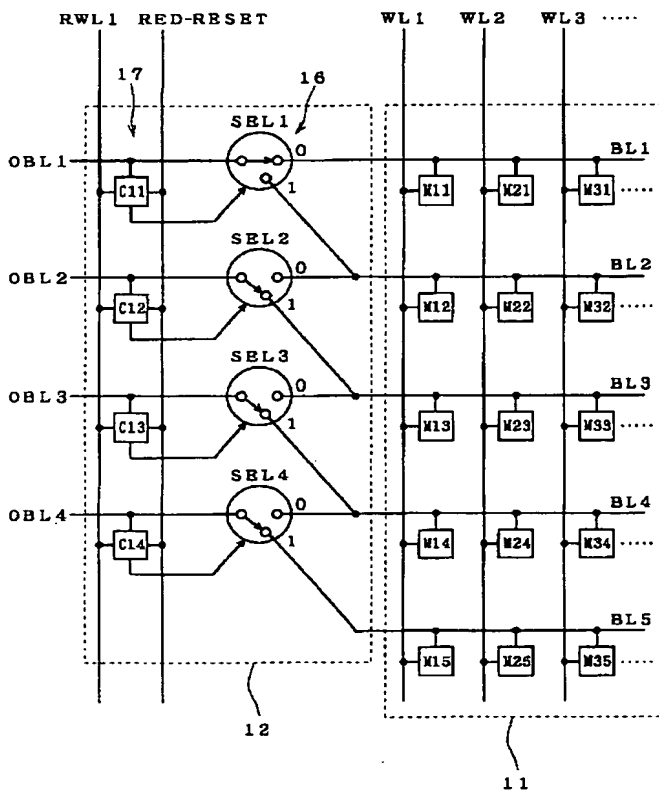 RWL1 RED-RESET WL1 WL2 WL3 .....
17 16
SEL1
OBL1 0 BL1
C11 1 M11 M21 M31 .....
SEL2
OBL2 0 BL2
C12 1 M12 M22 M32 .....
SEL3
OBL3 0 BL3
C13 1 M13 M23 M33 .....
SEL4
OBL4 0 BL4
C14 1 M14 M24 M34 .....
BL5
M15 M25 M35 .....
12
11